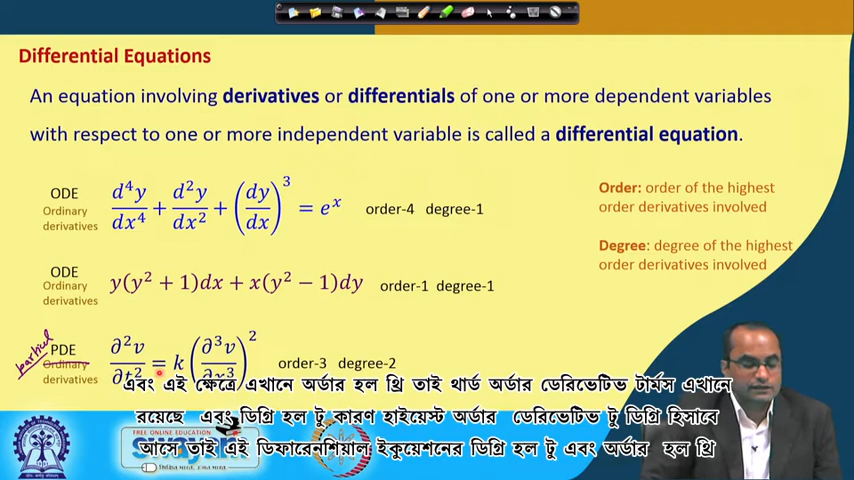 Differential Equations
An equation involving derivatives or differentials of one or more dependent variables
with respect to one or more independent variable is called a differential equation.
ODE
Ordinary
derivatives
d⁴y/dx⁴ + d²y/dx² + (dy/dx)³ = eˣ order-4 degree-1
Order: order of the highest
order derivatives involved
Degree: degree of the highest
order derivatives involved
ODE
Ordinary
derivatives
y(y² + 1)dx + x(y² − 1)dy order-1 degree-1
partial
PDE
Ordinary
derivatives
∂²v/∂t² = k (∂³v/∂x³)² order-3 degree-2
এবং এই ক্ষেত্রে এখানে অর্ডার হল থ্রি তাই থার্ড অর্ডার ডেরিভেটিভ টার্মস এখানে
রয়েছে এবং ডিগ্রি হল টু কারণ হাইয়েস্ট অর্ডার ডেরিভেটিভ টু ডিগ্রি হিসাবে
আসে তাই এই ডিফারেনশিয়াল ইকুয়েশনের ডিগ্রি হল টু এবং অর্ডার হল থ্রি
FREE ONLINE EDUCATION